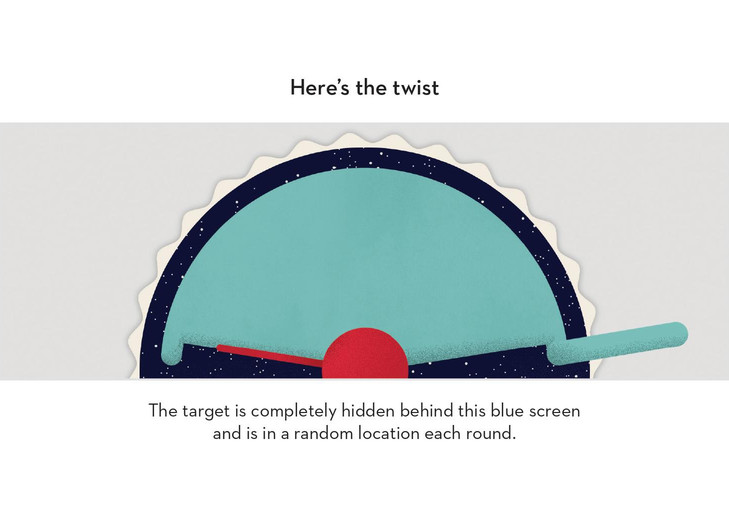 Here’s the twist
The target is completely hidden behind this blue screen
and is in a random location each round.